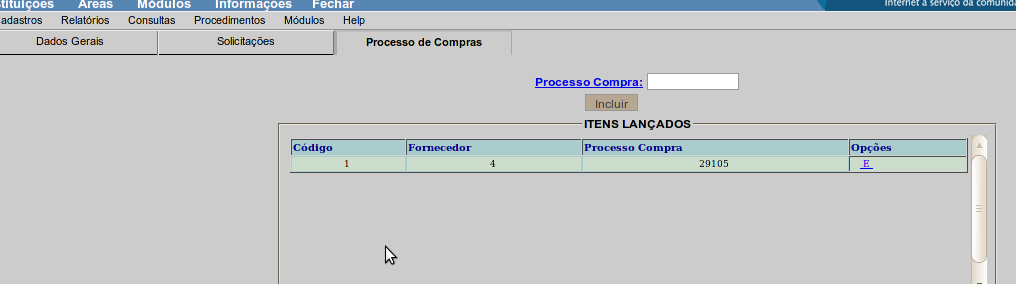 stituições Áreas Módulos Informações Fechar
Internet a serviço da comunida
adastros Relatórios Consultas Procedimentos Módulos Help
Dados Gerais Solicitações Processo de Compras
Processo Compra:
Incluir
ITENS LANÇADOS
Código Fornecedor Processo Compra Opções
1 4 29105 E